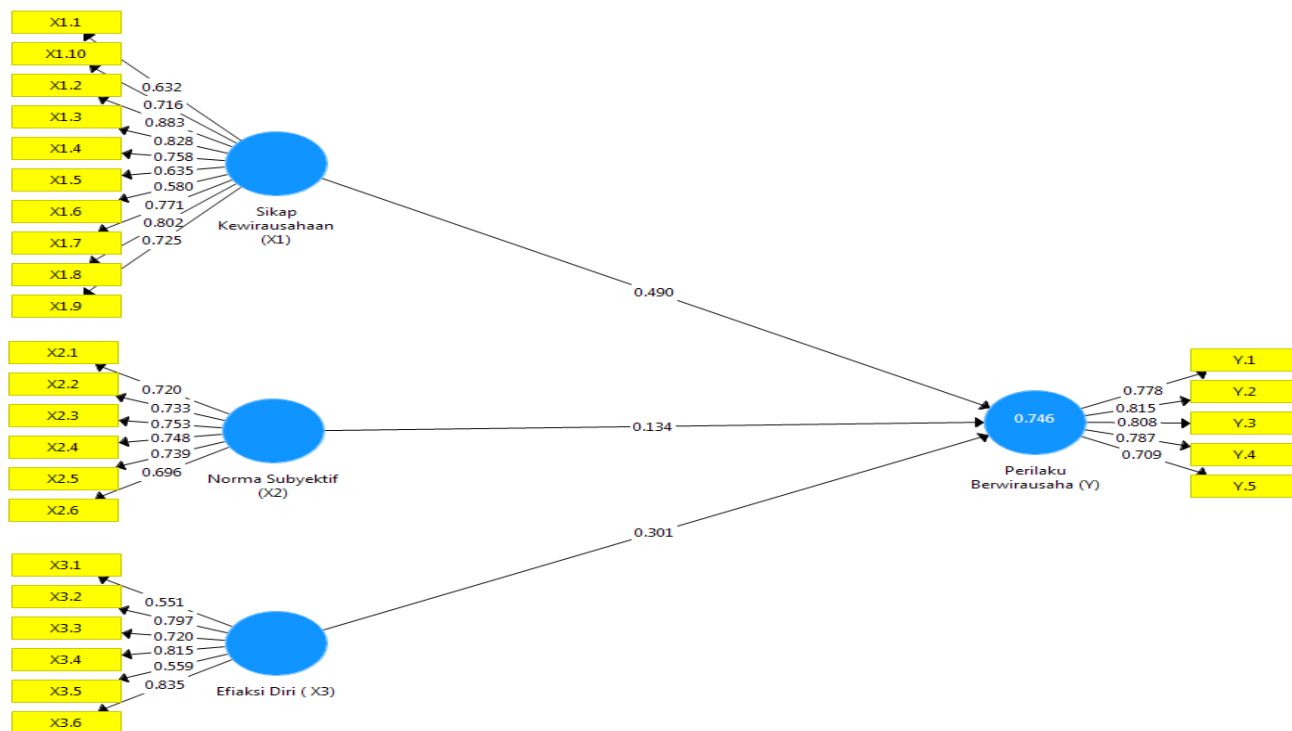 X1.1
X1.10
X1.2
X1.3
X1.4
X1.5
X1.6
X1.7
X1.8
X1.9
0.632
0.716
0.883
0.828
0.758
0.635
0.580
0.771
0.802
0.725
Sikap
Kewirausahaan
(X1)
0.490
X2.1
X2.2
X2.3
X2.4
X2.5
X2.6
0.720
0.733
0.753
0.748
0.739
0.696
Norma Subyektif
(X2)
0.134
X3.1
X3.2
X3.3
X3.4
X3.5
X3.6
0.551
0.797
0.720
0.815
0.559
0.835
Efiaksi Diri ( X3)
0.301
0.746
Perilaku
Berwirausaha (Y)
0.778
0.815
0.808
0.787
0.709
Y.1
Y.2
Y.3
Y.4
Y.5